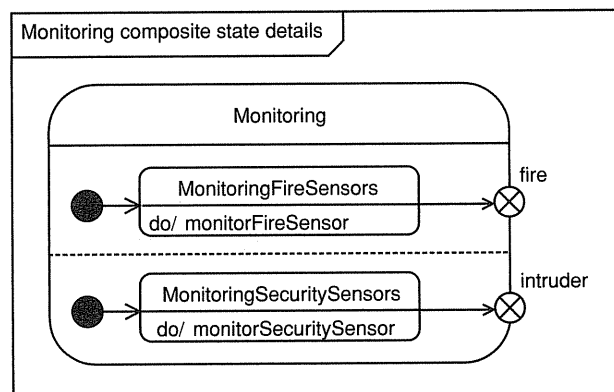 Monitoring composite state details
Monitoring
fire
MonitoringFireSensors
do/ monitorFireSensor
intruder
MonitoringSecuritySensors
do/ monitorSecuritySensor